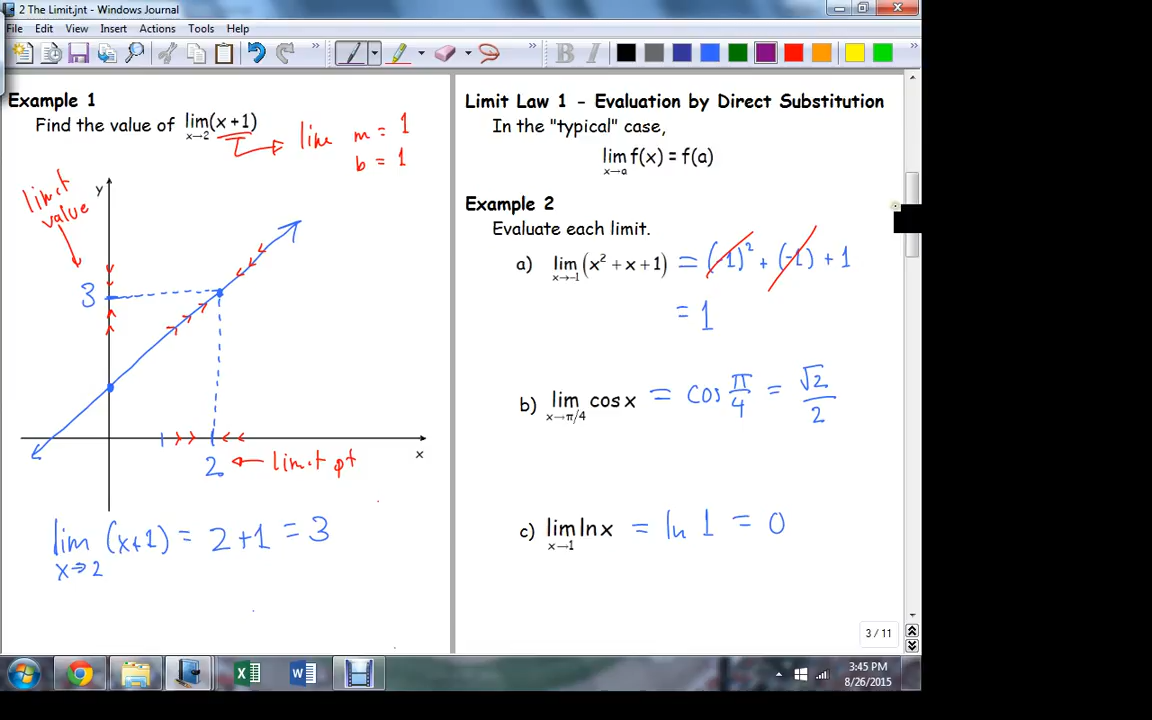 2 The Limit.jnt - Windows Journal
File Edit View Insert Actions Tools Help
Example 1
Find the value of lim(x+1)
x→2
lim m = 1
b = 1
limit
value
y
3
x
2 ← limit pt
lim (x+1) = 2+1 = 3
x→2
Limit Law 1 - Evaluation by Direct Substitution
In the "typical" case,
lim f(x) = f(a)
x→a
Example 2
Evaluate each limit.
a) lim (x² + x + 1) = (-1)² + (-1) + 1
x→-1
= 1
b) lim cos x = cos π/4 = √2/2
x→π/4
c) lim ln x = ln 1 = 0
x→1
3 / 11
3:45 PM
8/26/2015